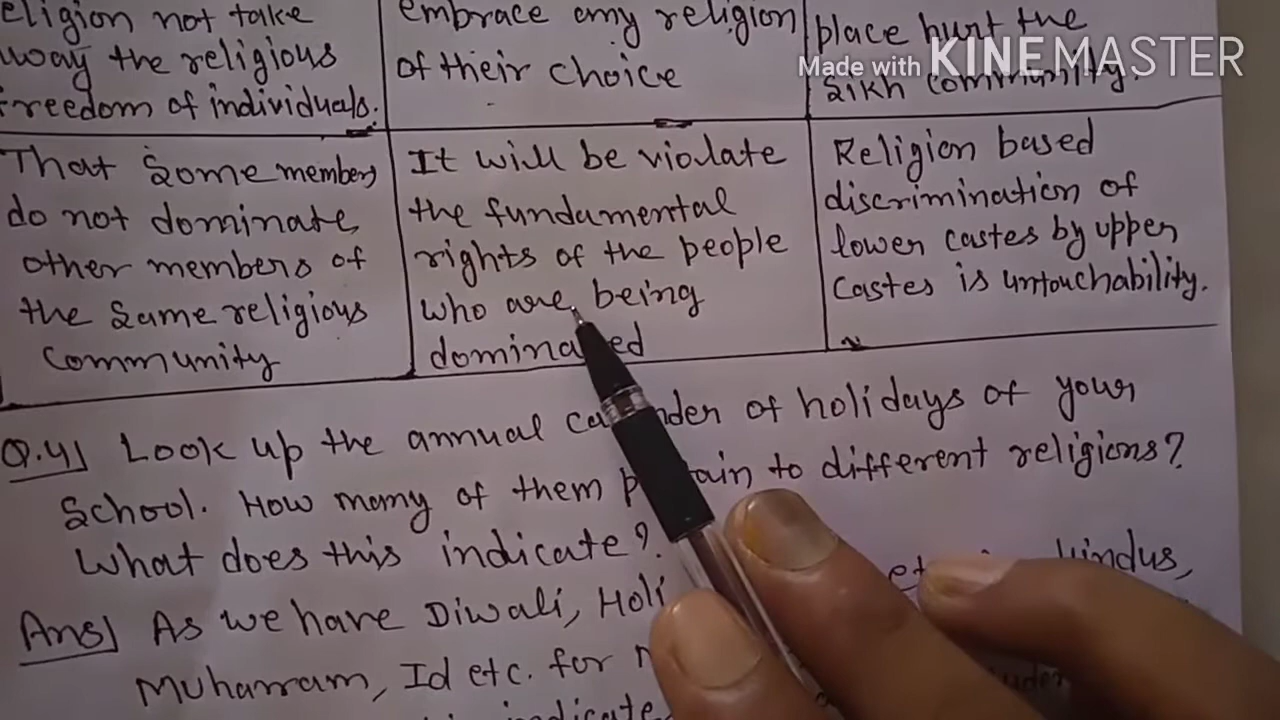 eligion not take
way the religious
freedom of individuals.
embrace any religion
of their choice
place hurt the
Sikh community.
Made with KINEMASTER
That Some members
do not dominate
other members of
the Same religious
Community
It will be violate
the fundamental
rights of the people
who are being
dominated
Religion based
discrimination of
lower castes by upper
castes is untouchability.
Q.4) Look up the annual of holidays of your
School. How many of them to different religions?
What does this indicate?
Ans) As we have Diwali, Holi Hindus,
Muharram, Id etc. for
indicate